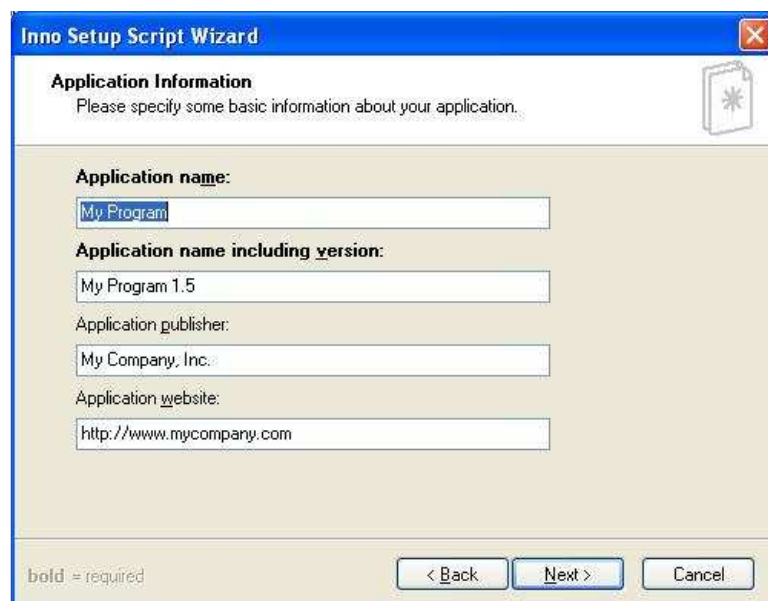 Inno Setup Script Wizard
Application Information
Please specify some basic information about your application.
Application name:
My Program
Application name including version:
My Program 1.5
Application publisher:
My Company, Inc.
Application website:
http://www.mycompany.com
bold = required
< Back
Next >
Cancel